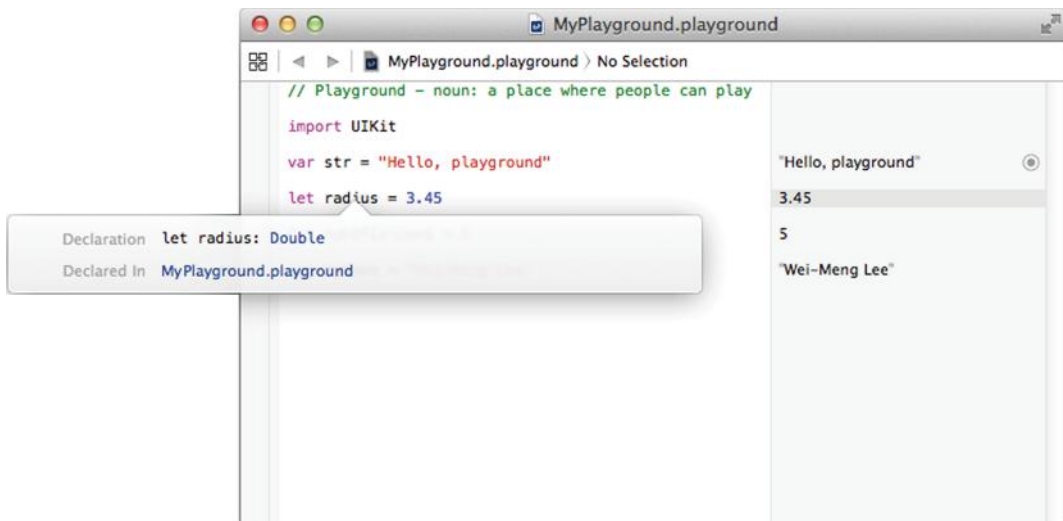 MyPlayground.playground
MyPlayground.playground 〉 No Selection
// Playground – noun: a place where people can play
import UIKit
var str = "Hello, playground" "Hello, playground"
let radius = 3.45 3.45
Declaration let radius: Double
5
Declared In MyPlayground.playground
"Wei-Meng Lee"